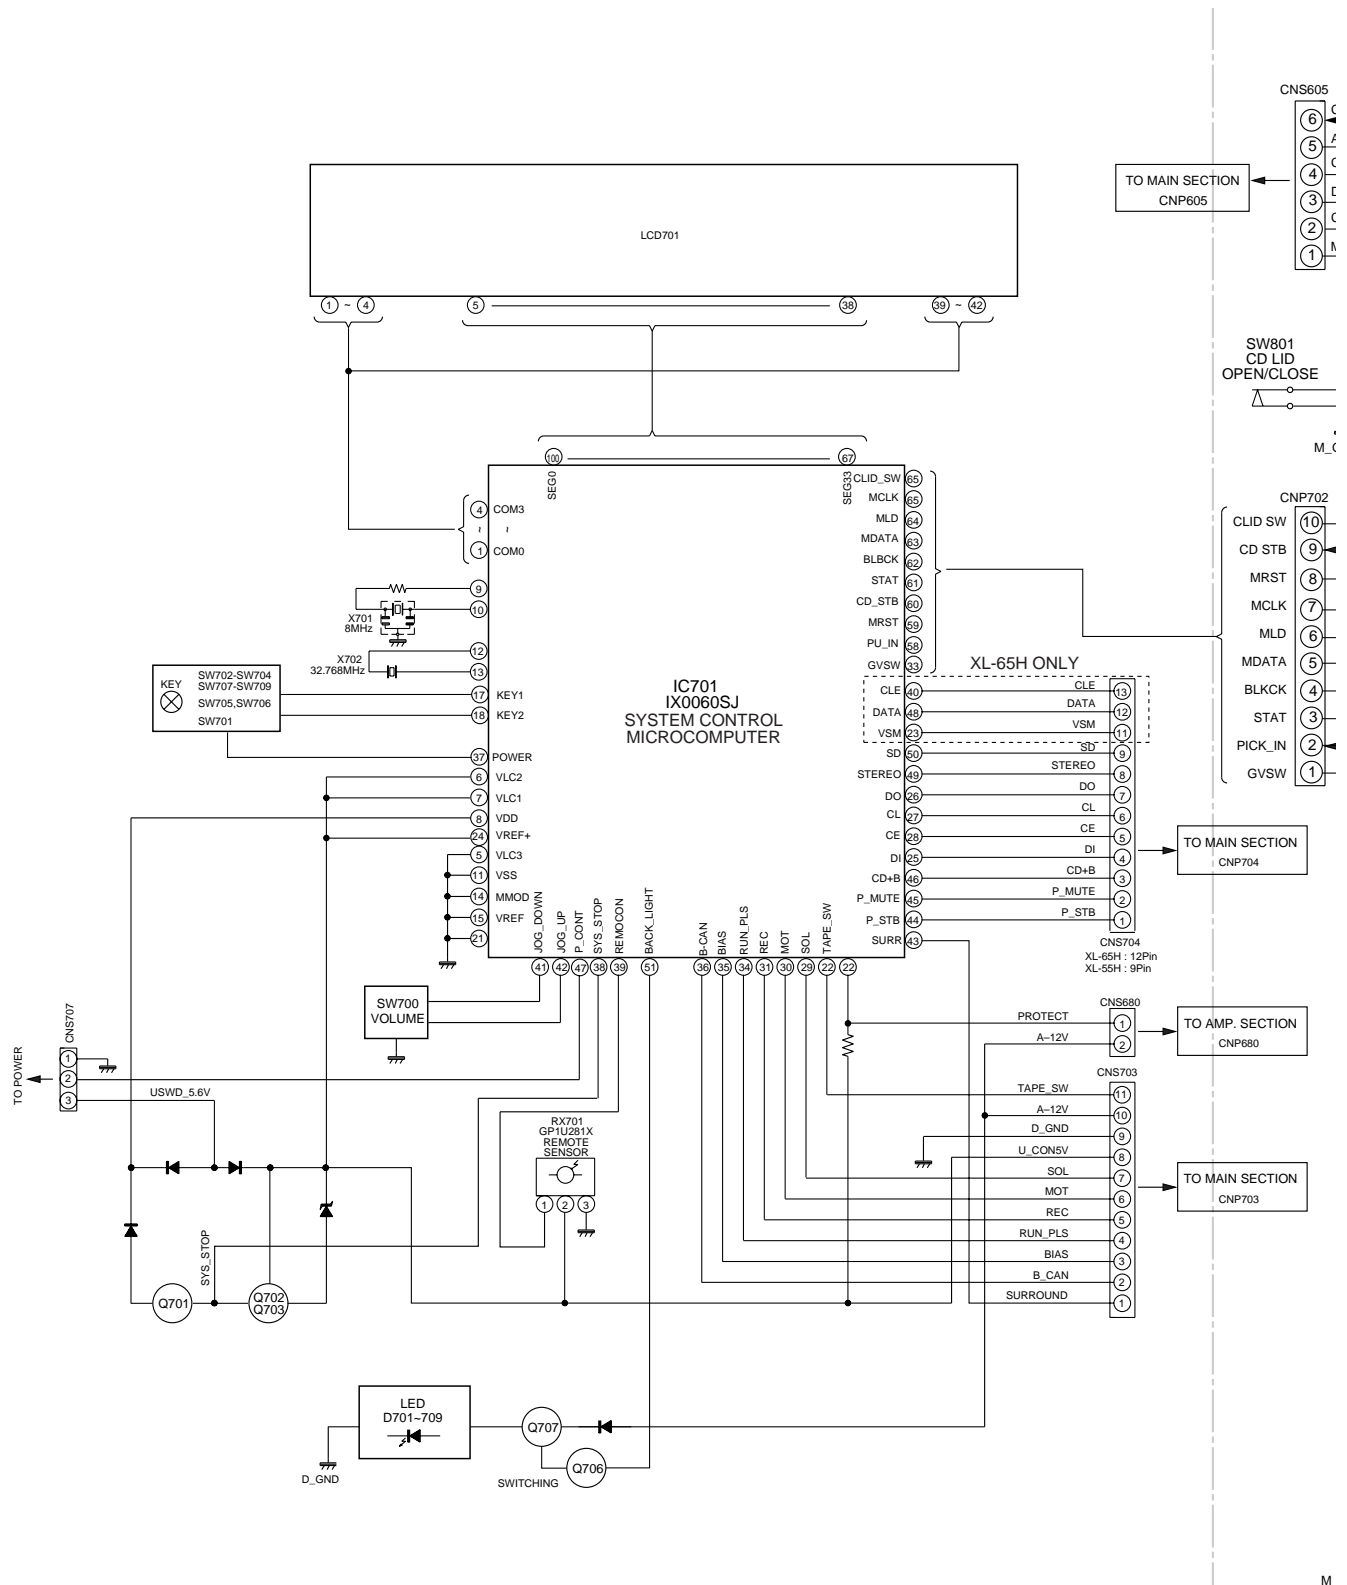 CNS605
6
5
4
3
2
1
TO MAIN SECTION
CNP605
LCD701
1 ~ 4
5
38
39 ~ 42
SW801
CD LID
OPEN/CLOSE
100
67
SEG0
SEG33
4 COM3
~ ~
1 COM0
9
10
X701
8MHz
12
13
X702
32.768MHz
KEY
SW702-SW704
SW707-SW709
SW705,SW706
SW701
17 KEY1
18 KEY2
37 POWER
6 VLC2
7 VLC1
8 VDD
24 VREF+
5 VLC3
11 VSS
14 MMOD
15 VREF
21
IC701
IX0060SJ
SYSTEM CONTROL
MICROCOMPUTER
CLID_SW 65
MCLK 65
MLD 64
MDATA 63
BLBCK 62
STAT 61
CD_STB 60
MRST 59
PU_IN 58
GVSW 33
XL-65H ONLY
CLE 40 CLE 13
DATA 48 DATA 12
VSM 23 VSM 11
SD 50 SD 9
STEREO 49 STEREO 8
DO 26 DO 7
CL 27 CL 6
CE 28 CE 5
DI 25 DI 4
CD+B 46 CD+B 3
P_MUTE 45 P_MUTE 2
P_STB 44 P_STB 1
SURR 43
CNS704
XL-65H : 12Pin
XL-55H : 9Pin
TO MAIN SECTION
CNP704
CNP702
CLID SW 10
CD STB 9
MRST 8
MCLK 7
MLD 6
MDATA 5
BLKCK 4
STAT 3
PICK_IN 2
GVSW 1
JOG_DOWN
JOG_UP
P_CONT
SYS_STOP
REMOCON
BACK_LIGHT
B-CAN
BIAS
RUN_PLS
REC
MOT
SOL
TAPE_SW
41 42 47 38 39 51 36 35 34 31 30 29 22 22
SW700
VOLUME
CNS707
1
2
3
TO POWER
USWD_5.6V
CNS680
PROTECT 1
A–12V 2
TO AMP. SECTION
CNP680
CNS703
TAPE_SW 11
A–12V 10
D_GND 9
U_CON5V 8
SOL 7
MOT 6
REC 5
RUN_PLS 4
BIAS 3
B_CAN 2
SURROUND 1
TO MAIN SECTION
CNP703
RX701
GP1U281X
REMOTE
SENSOR
1 2 3
SYS_STOP
Q701
Q702
Q703
LED
D701~709
D_GND
Q707
Q706
SWITCHING
M